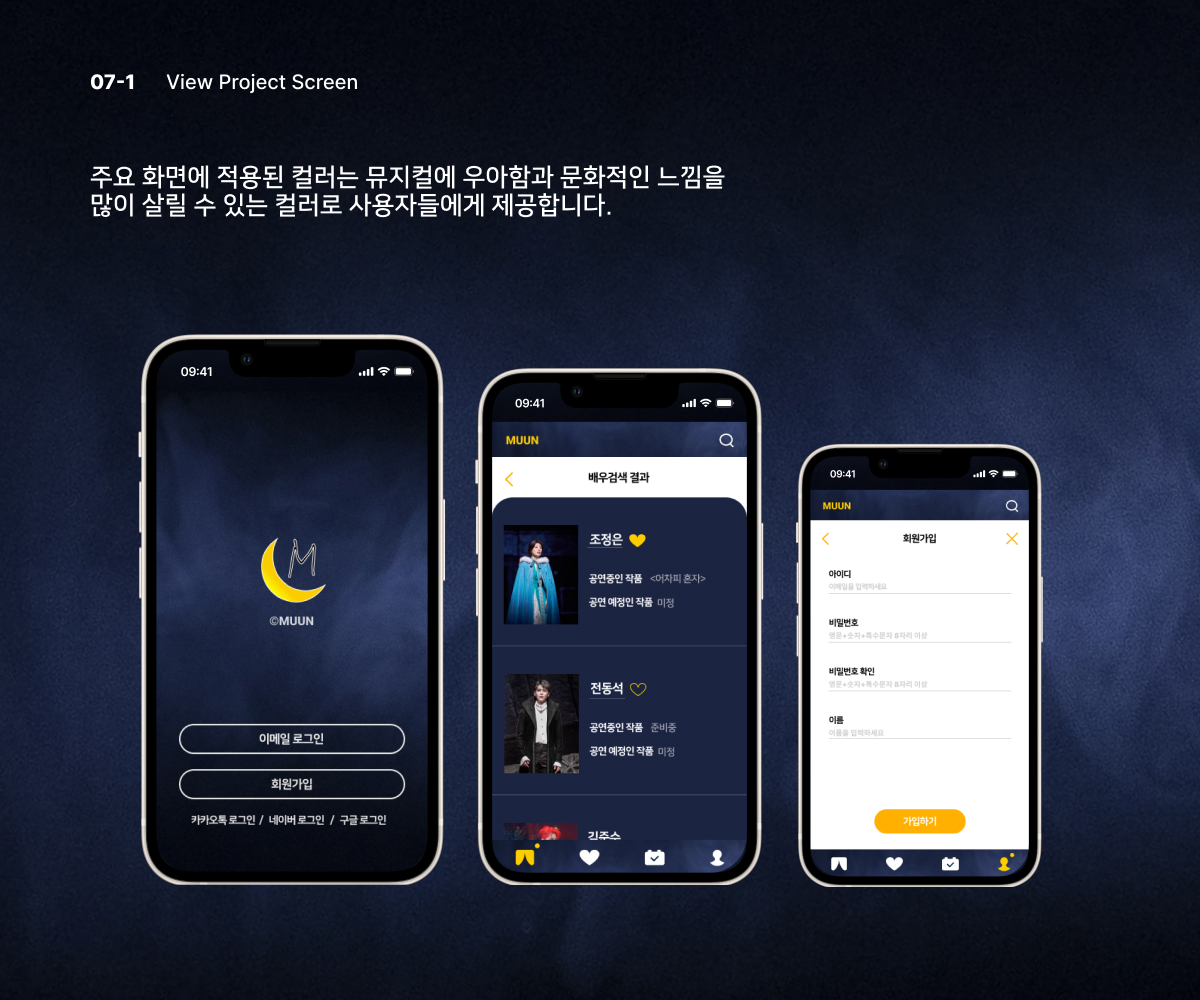 07-1 View Project Screen
주요 화면에 적용된 컬러는 뮤지컬에 우아함과 문화적인 느낌을
많이 살릴 수 있는 컬러로 사용자들에게 제공합니다.
09:41
M
©MUUN
이메일 로그인
회원가입
카카오톡 로그인 / 네이버 로그인 / 구글 로그인
09:41
MUUN
배우검색 결과
조정은
공연중인 작품 <어차피 혼자>
공연 예정인 작품 미정
전동석
공연중인 작품 준비중
공연 예정인 작품 미정
김준수
09:41
MUUN
회원가입
아이디
이메일을 입력하세요
비밀번호
영문+숫자+특수문자 8자리 이상
비밀번호 확인
영문+숫자+특수문자 8자리 이상
이름
이름을 입력하세요
가입하기